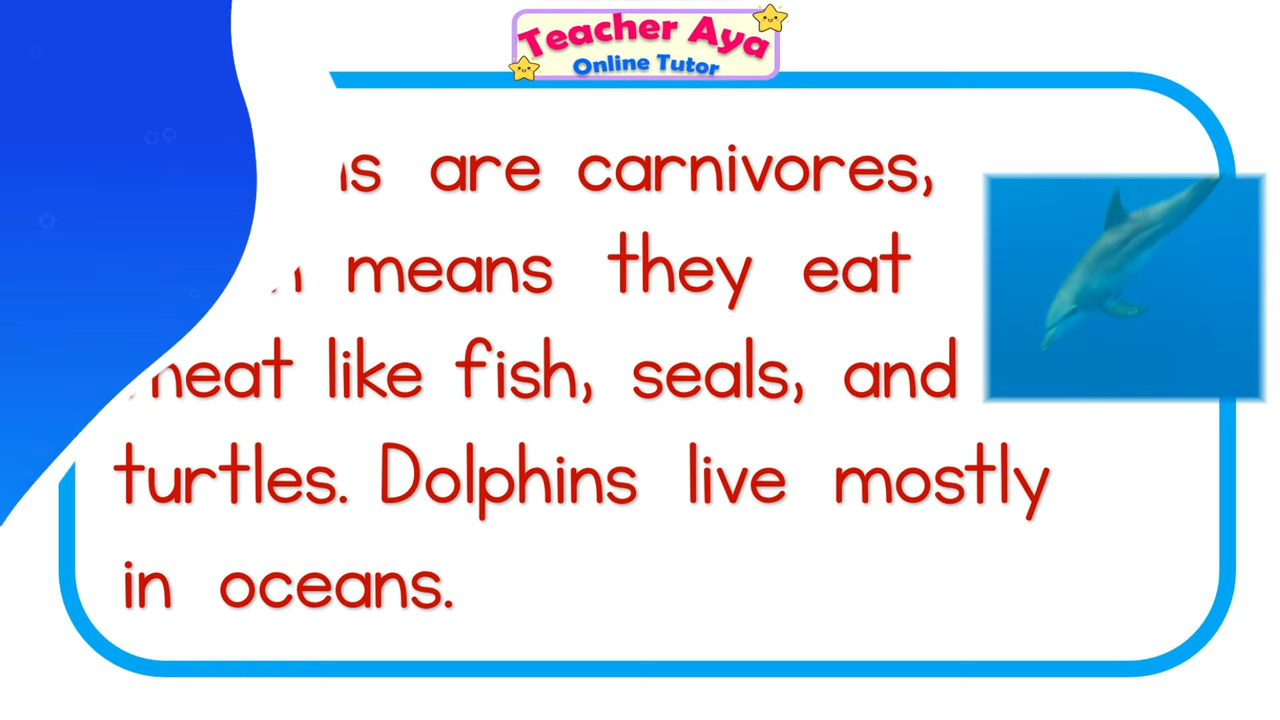 Teacher Aya
Online Tutor
are carnivores,
means they eat
meat like fish, seals, and
turtles. Dolphins live mostly
in oceans.